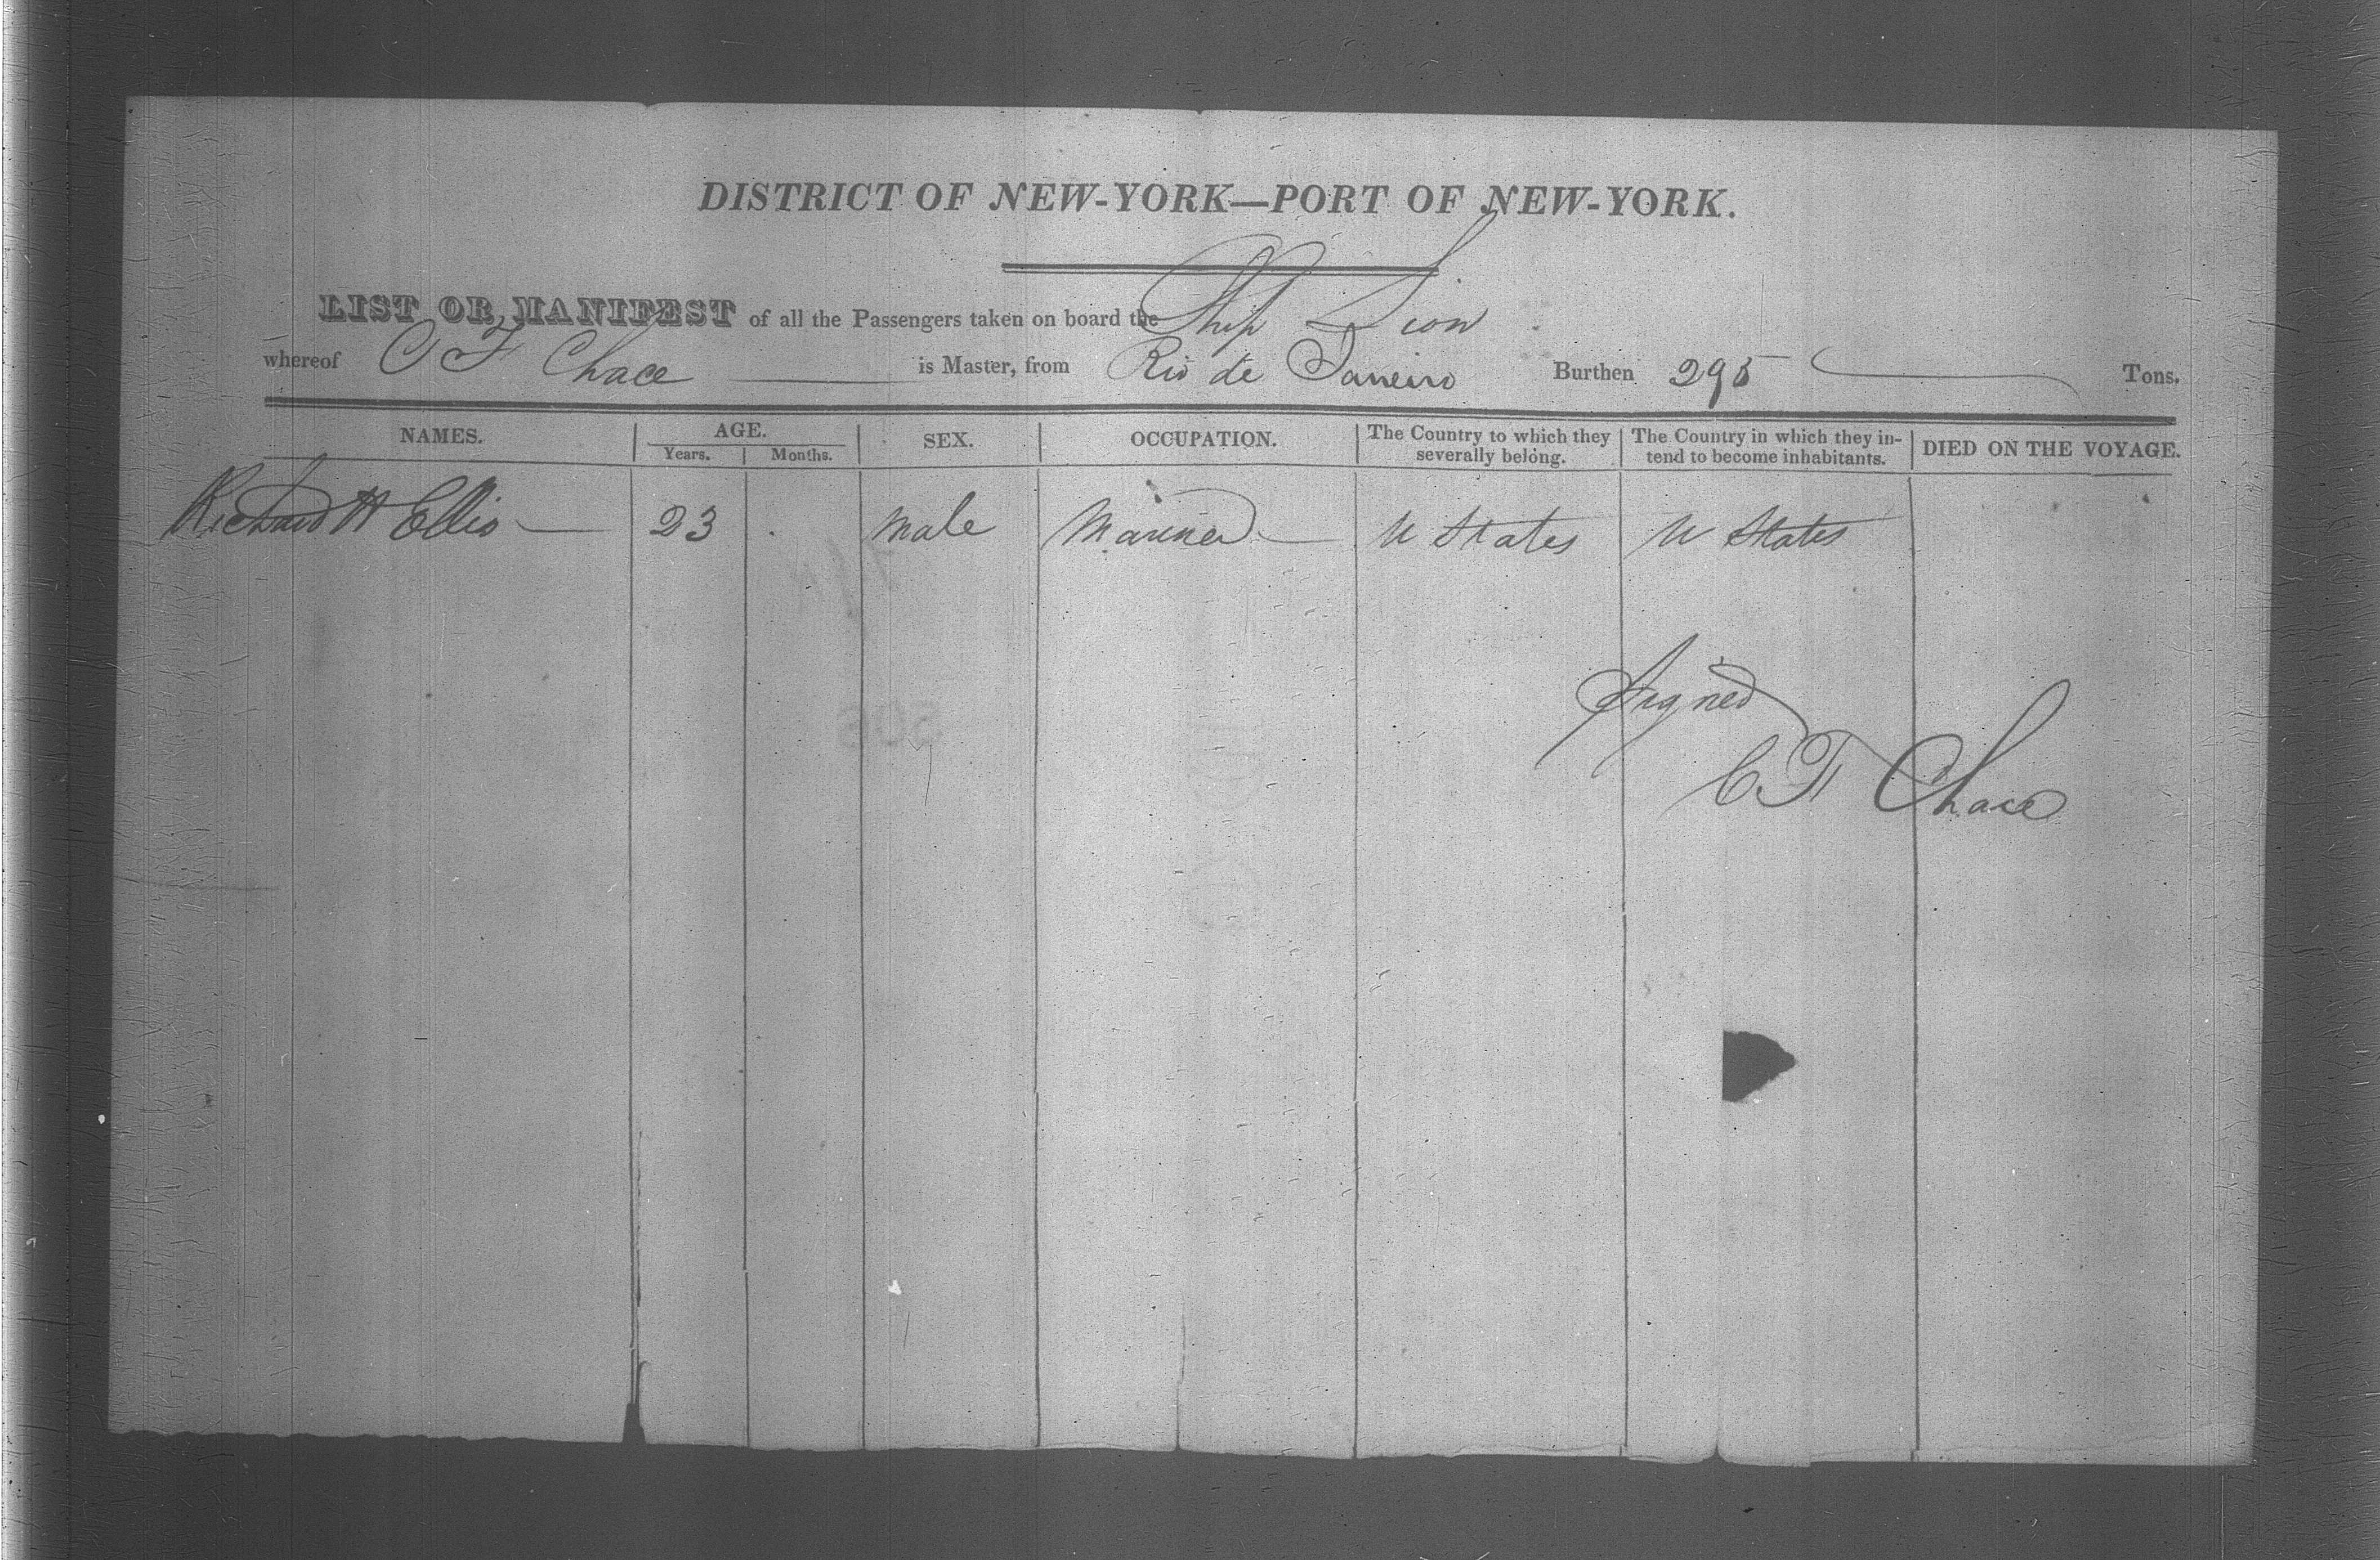 DISTRICT OF NEW-YORK—PORT OF NEW-YORK.
LIST OR MANIFEST of all the Passengers taken on board the Ship Lion
whereof C F Chace is Master, from Rio de Janeiro Burthen 295 Tons.
NAMES. AGE. Years. Months. SEX. OCCUPATION. The Country to which they severally belong. The Country in which they intend to become inhabitants. DIED ON THE VOYAGE.
Richard H Ellis 23 Male Mariner U States U States
Signed
C F Chace